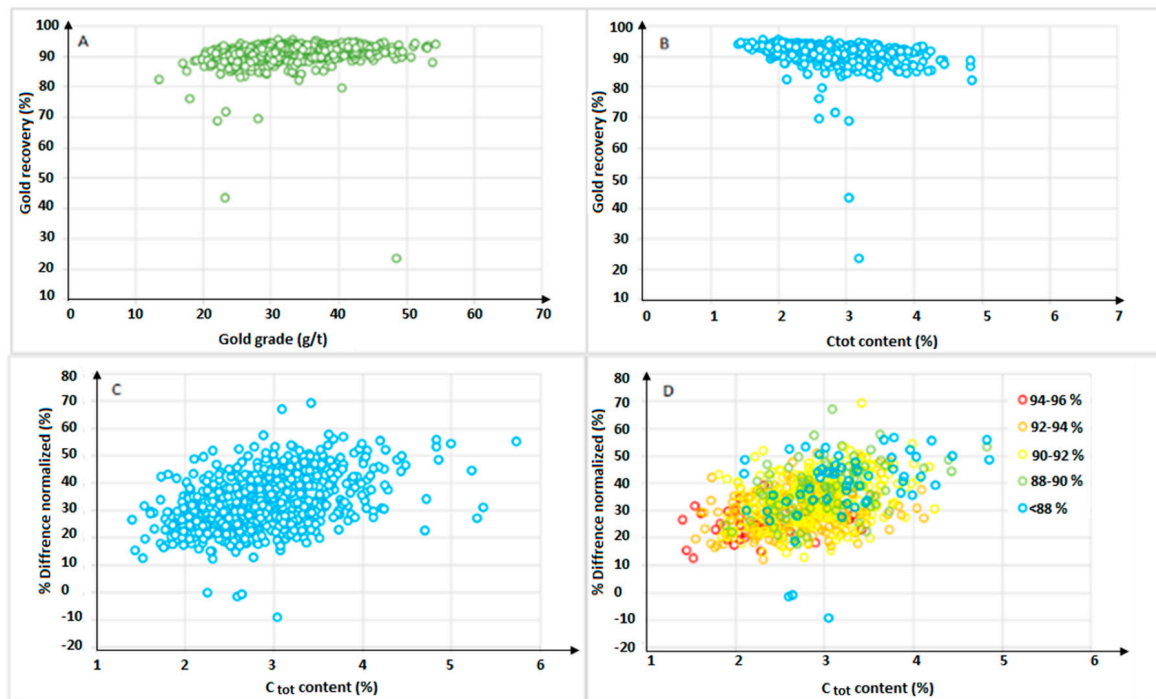 A
Gold recovery (%)
100
90
80
70
60
50
40
30
20
10
0 10 20 30 40 50 60 70
Gold grade (g/t)
B
Gold recovery (%)
100
90
80
70
60
50
40
30
20
10
0 1 2 3 4 5 6 7
Ctot content (%)
C
% Diffrence normalized (%)
80
70
60
50
40
30
20
10
0
-10
-20
1 2 3 4 5 6
C tot content (%)
D
% Diffrence normalized (%)
80
70
60
50
40
30
20
10
0
-10
-20
1 2 3 4 5 6
C tot content (%)
94-96 %
92-94 %
90-92 %
88-90 %
<88 %